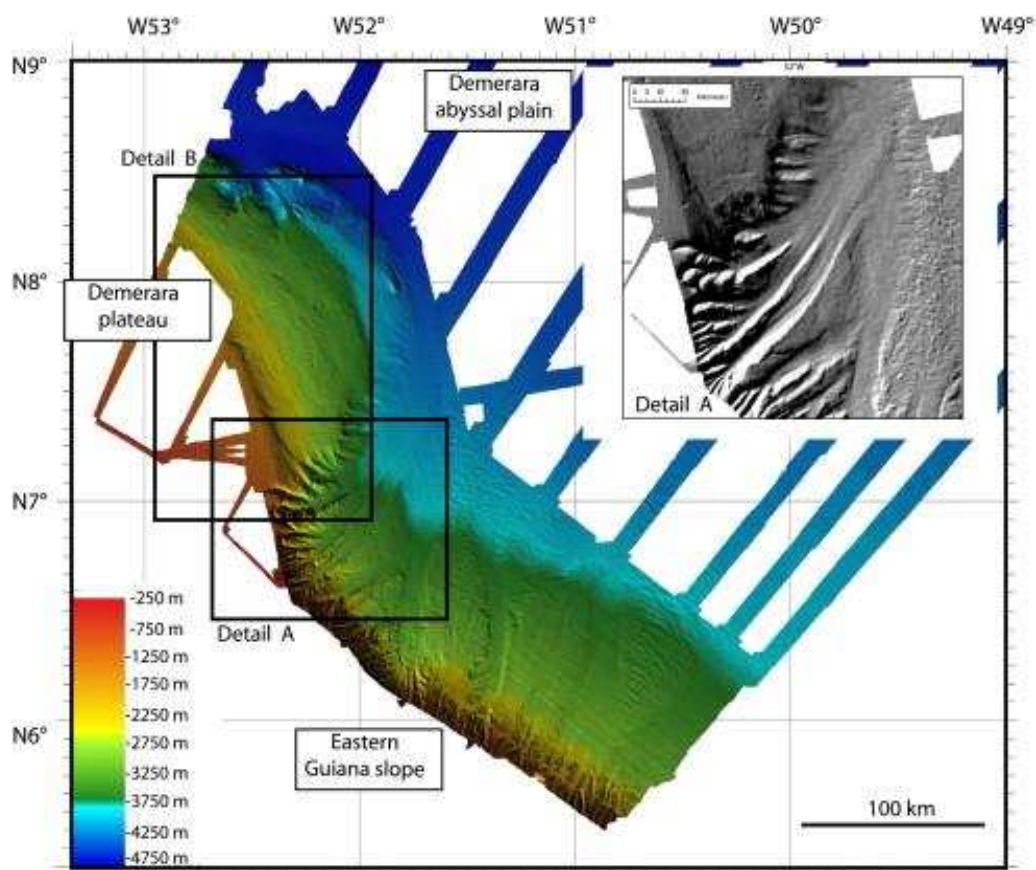 W53° W52° W51° W50° W49°
N9°
Demerara
abyssal plain
Detail B
N8°
Demerara
plateau
Detail A
N7°
-250 m
-750 m
-1250 m
-1750 m
-2250 m
-2750 m
-3250 m
-3750 m
-4250 m
-4750 m
Detail A
N6°
Eastern
Guiana slope
100 km